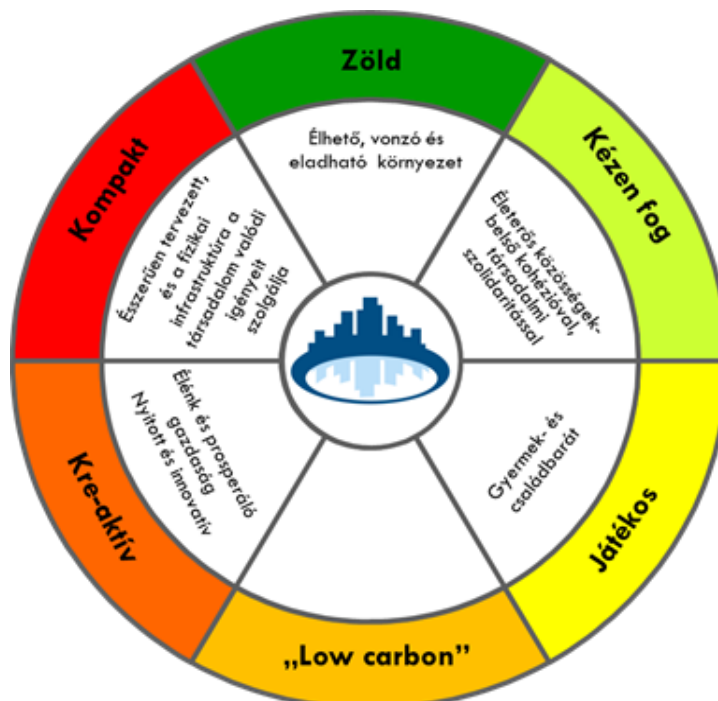 Zöld
Élhető, vonzó és
eladható környezet
Kézen fog
Életerős közösségek-
belső kohézióval,
társadalmi
szolidaritással
Játékos
Gyermek- és
családbarát
„Low carbon”
Kre-aktív
Élénk és prosperáló
gazdaság
Nyitott és innovatív
Kompakt
Ésszerűen tervezett,
és a fizikai
infrastruktúra a
társadalom valódi
igényeit
szolgálja